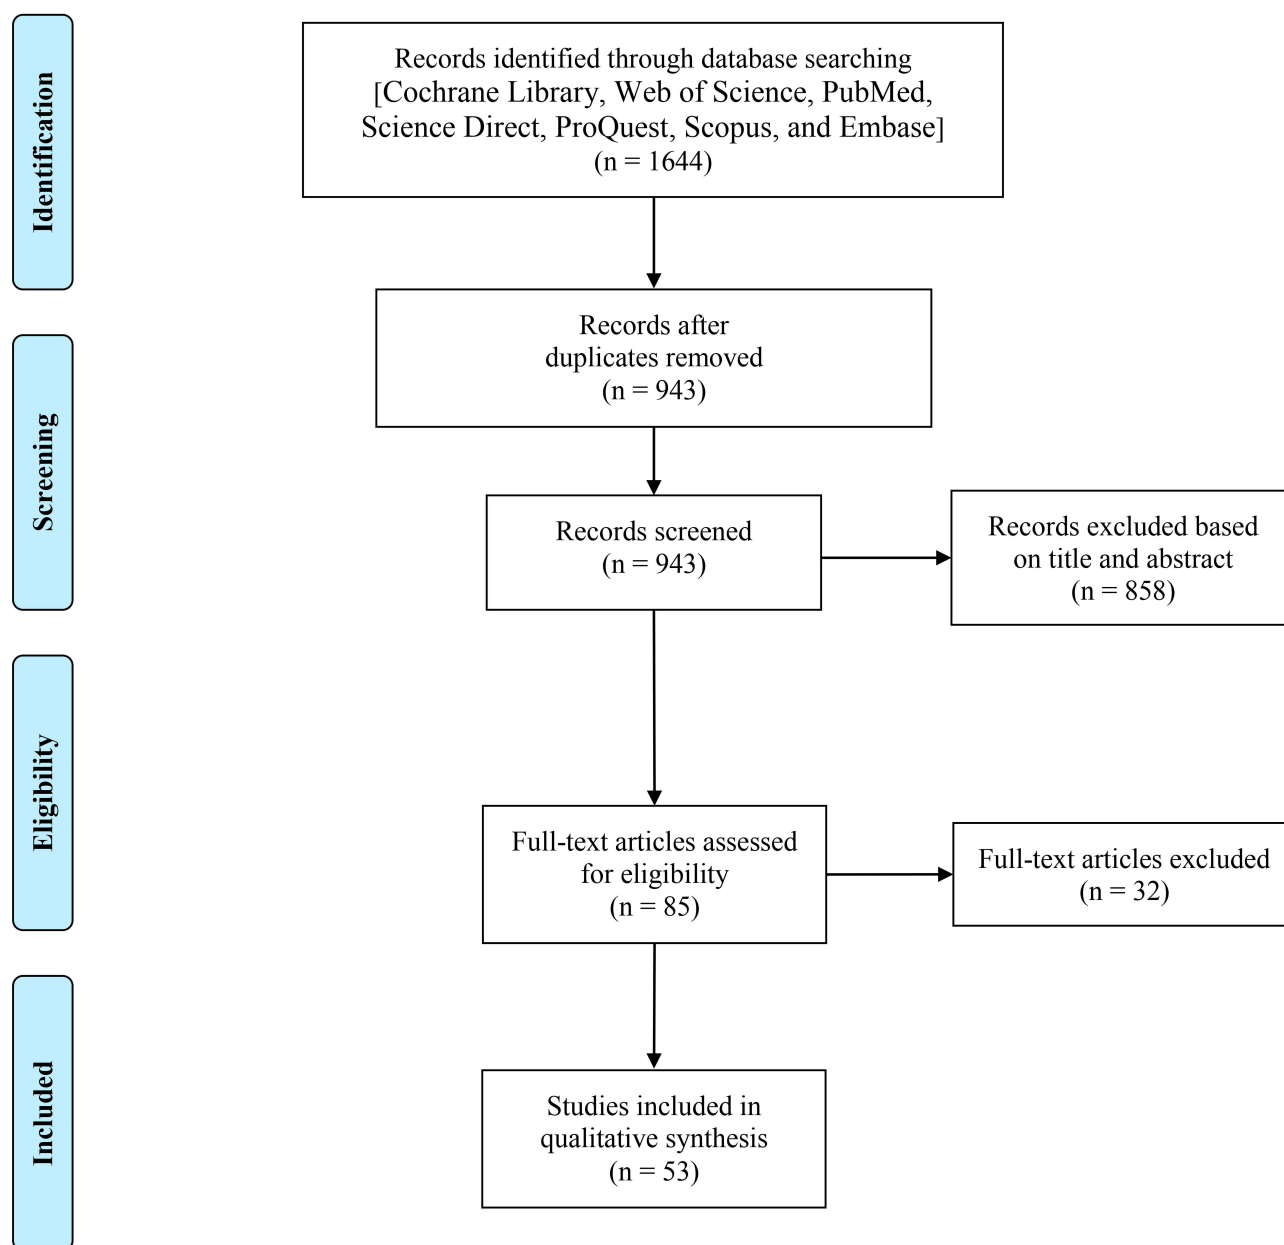 Identification
Records identified through database searching
[Cochrane Library, Web of Science, PubMed,
Science Direct, ProQuest, Scopus, and Embase]
(n = 1644)
Records after
duplicates removed
(n = 943)
Screening
Records screened
(n = 943)
Records excluded based
on title and abstract
(n = 858)
Eligibility
Full-text articles assessed
for eligibility
(n = 85)
Full-text articles excluded
(n = 32)
Included
Studies included in
qualitative synthesis
(n = 53)